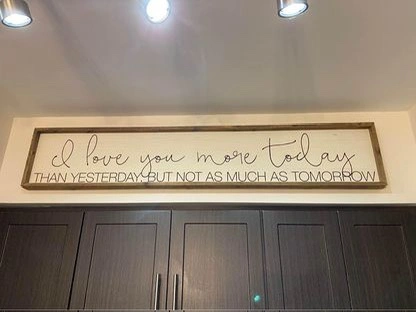 I love you more today
THAN YESTERDAY BUT NOT AS MUCH AS TOMORROW